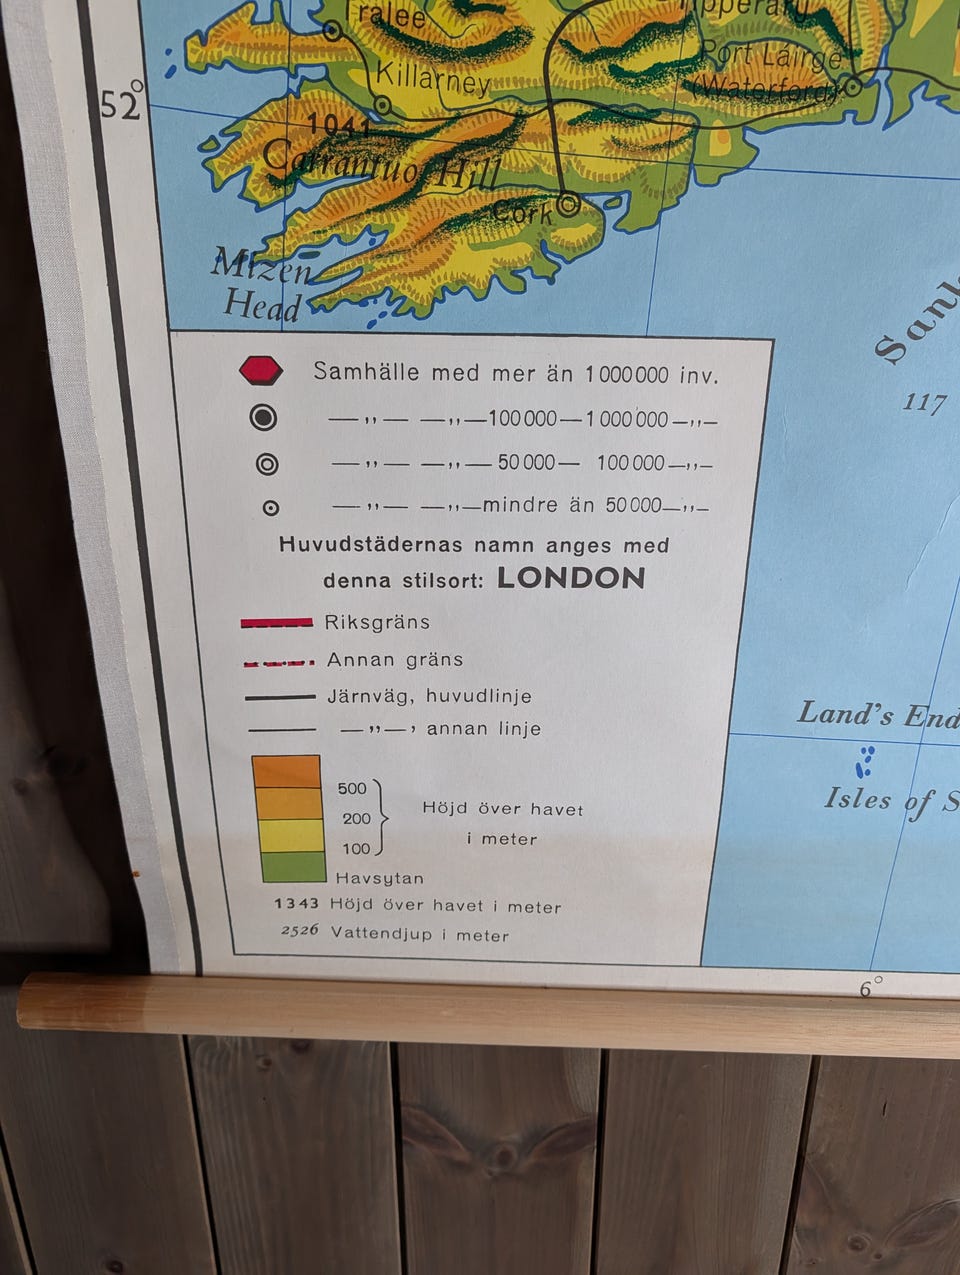 Tralee
Tipperary
Port Láirge
(Waterford)
Killarney
52°
1041
Carrantuo Hill
Cork
Mizen
Head
117
Samhälle med mer än 1 000 000 inv.
— ,, — —,,— 100 000 — 1 000 000 —,,—
— ,, — —,,— 50 000 — 100 000 —,,—
— ,, — —,,— mindre än 50 000 —,,—
Huvudstädernas namn anges med
denna stilsort: LONDON
Riksgräns
Annan gräns
Järnväg, huvudlinje
—,,—, annan linje
Land's End
Isles of S
500
200
100
Höjd över havet
i meter
Havsytan
1343 Höjd över havet i meter
2526 Vattendjup i meter
6°